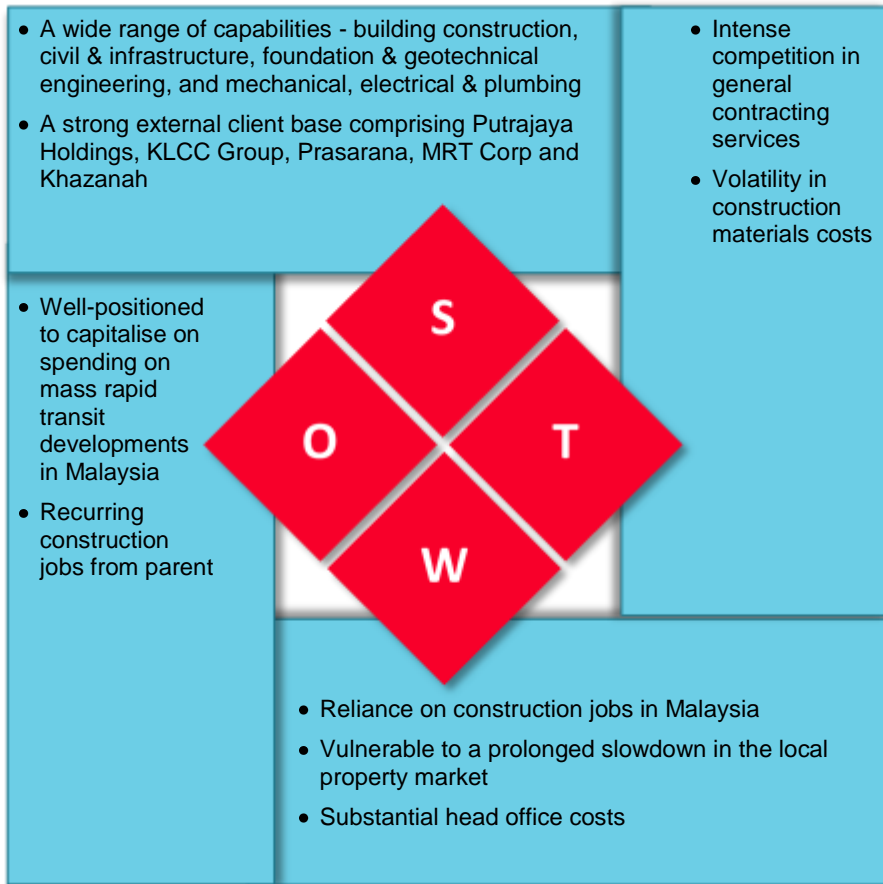 • A wide range of capabilities - building construction,
civil & infrastructure, foundation & geotechnical
engineering, and mechanical, electrical & plumbing
• A strong external client base comprising Putrajaya
Holdings, KLCC Group, Prasarana, MRT Corp and
Khazanah
• Intense
competition in
general
contracting
services
• Volatility in
construction
materials costs
• Well-positioned
to capitalise on
spending on
mass rapid
transit
developments
in Malaysia
• Recurring
construction
jobs from parent
S
O
T
W
• Reliance on construction jobs in Malaysia
• Vulnerable to a prolonged slowdown in the local
property market
• Substantial head office costs